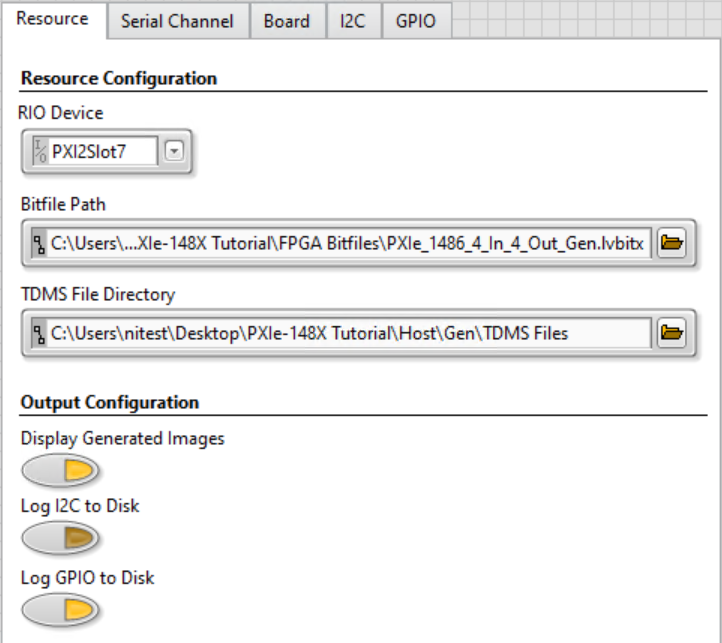 Resource Serial Channel Board I2C GPIO
Resource Configuration
RIO Device
I/O PXI2Slot7
Bitfile Path
C:\Users\...XIe-148X Tutorial\FPGA Bitfiles\PXIe_1486_4_In_4_Out_Gen.lvbitx
TDMS File Directory
C:\Users\nitest\Desktop\PXIe-148X Tutorial\Host\Gen\TDMS Files
Output Configuration
Display Generated Images
Log I2C to Disk
Log GPIO to Disk